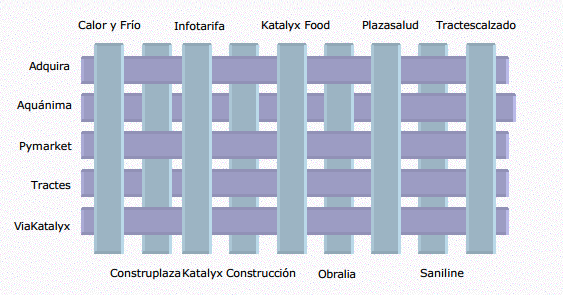 Calor y Frío Infotarifa Katalyx Food Plazasalud Tractescalzado
Adquira
Aquánima
Pymarket
Tractes
ViaKatalyx
Construplaza Katalyx Construcción Obralia Saniline